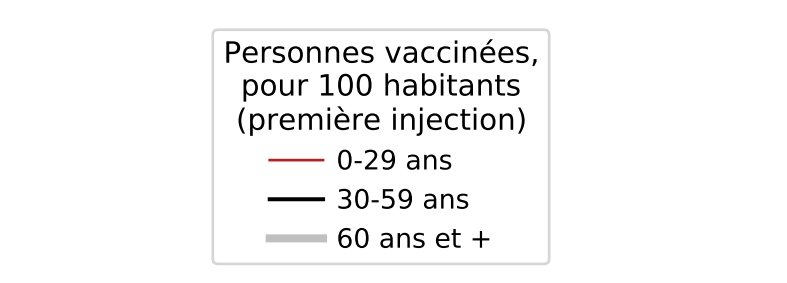 Personnes vaccinées,
pour 100 habitants
(première injection)
0-29 ans
30-59 ans
60 ans et +